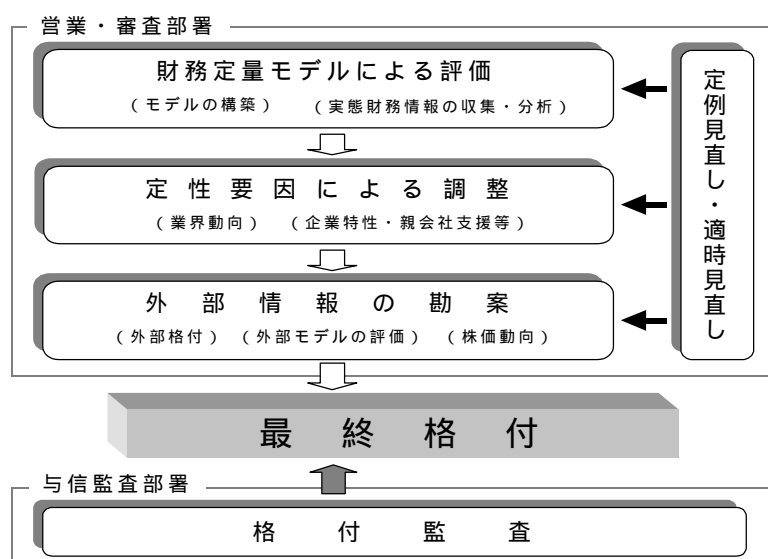 営業・審査部署
財務定量モデルによる評価
（モデルの構築） （実態財務情報の収集・分析）
定性要因による調整
（業界動向） （企業特性・親会社支援等）
外部情報の勘案
（外部格付） （外部モデルの評価） （株価動向）
定例見直し・適時見直し
最終格付
与信監査部署
格付監査